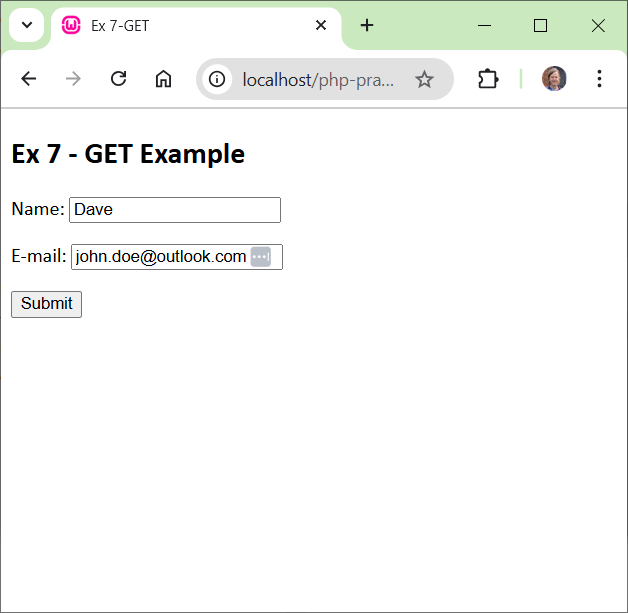 Ex 7-GET
localhost/php-pra...
Ex 7 - GET Example
Name: Dave
E-mail: john.doe@outlook.com
Submit